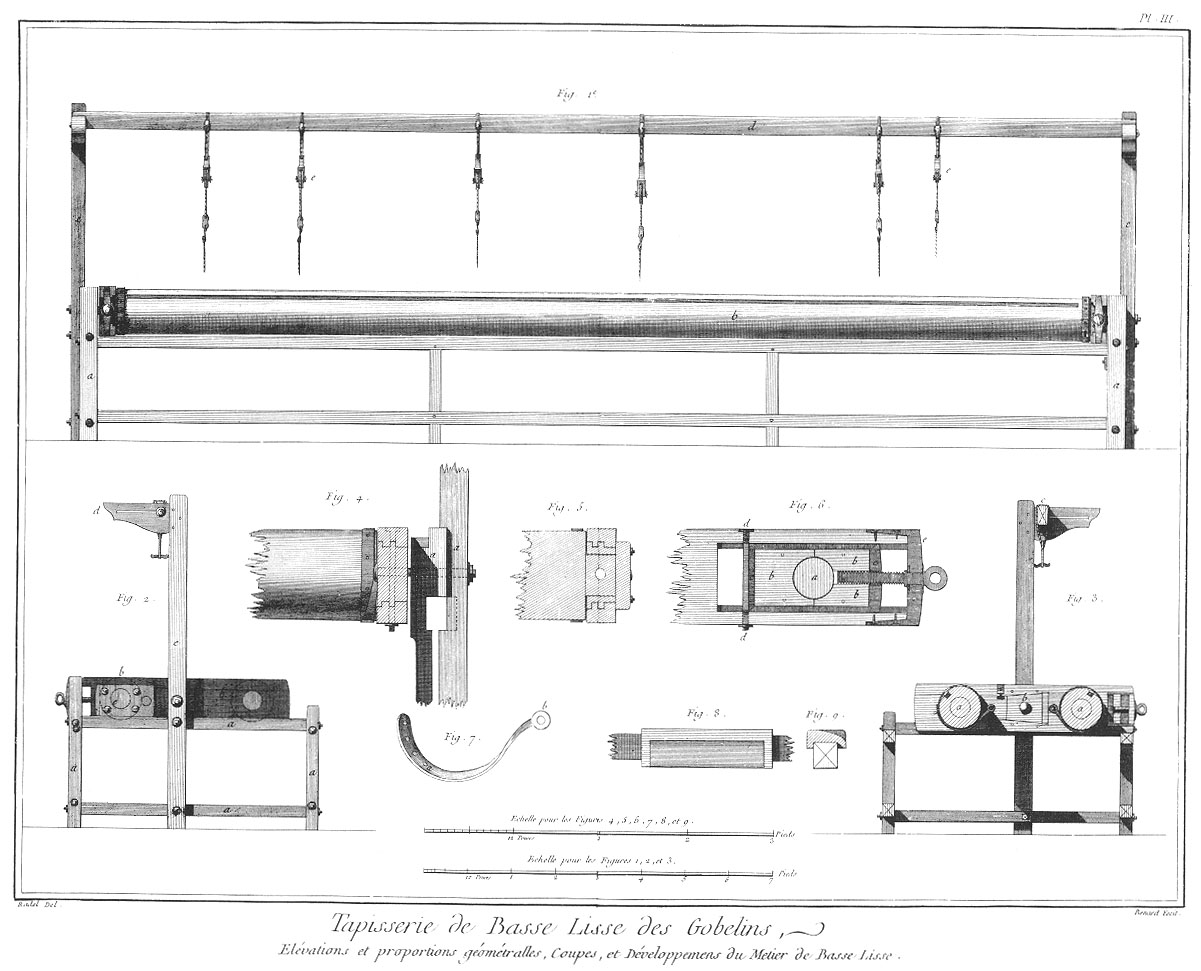 Pl. III.
Fig. 1re.
d
e
e
c
b
a
a
d
Fig. 4.
Fig. 5.
Fig. 6.
d
e
c
a
a
b
a
b
b
d
Fig. 2.
Fig. 3.
c
b
a
a
a
a
a
b
a
Fig. 7.
b
a
Fig. 8.
Fig. 9.
Echelle pour les Figures 4, 5, 6, 7, 8, et 9.
12 Pouces 1 2 3 Pieds
Echelle pour les Figures 1, 2, et 3.
12 Pouces 1 2 3 4 5 6 7 Pieds
Radel Del.
Benard Fecit.
Tapisserie de Basse Lisse des Gobelins,
Elévations et proportions géométralles, Coupes, et Développemens du Metier de Basse Lisse.